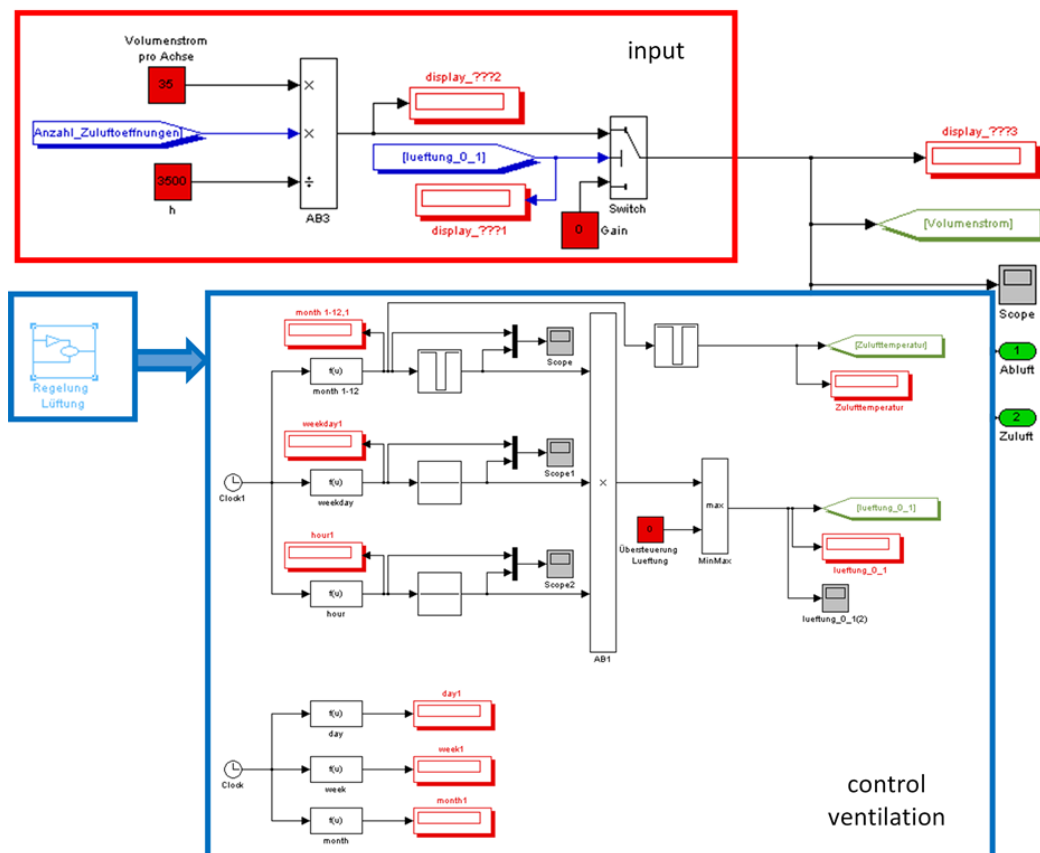 Volumenstrom
pro Achse
input
35
×
display_???2
Anzahl_Zuluftoeffnungen]
×
[lueftung_0_1]
display_???3
3500
÷
h
AB3
display_???1
0
Gain
Switch
[Volumenstrom]
Scope
Regelung
Lüftung
month 1-12,1
f(u)
month 1-12
Scope
[Zulufttemperatur]
Zulufttemperatur
1
Abluft
2
Zuluft
weekday1
f(u)
weekday
Scope1
Clock1
×
max
MinMax
0
Übersteuerung
Lueftung
[lueftung_0_1]
lueftung_0_1
lueftung_0_1(2)
hour1
f(u)
hour
Scope2
AB1
day1
f(u)
day
week1
f(u)
week
Clock
month1
f(u)
month
control
ventilation